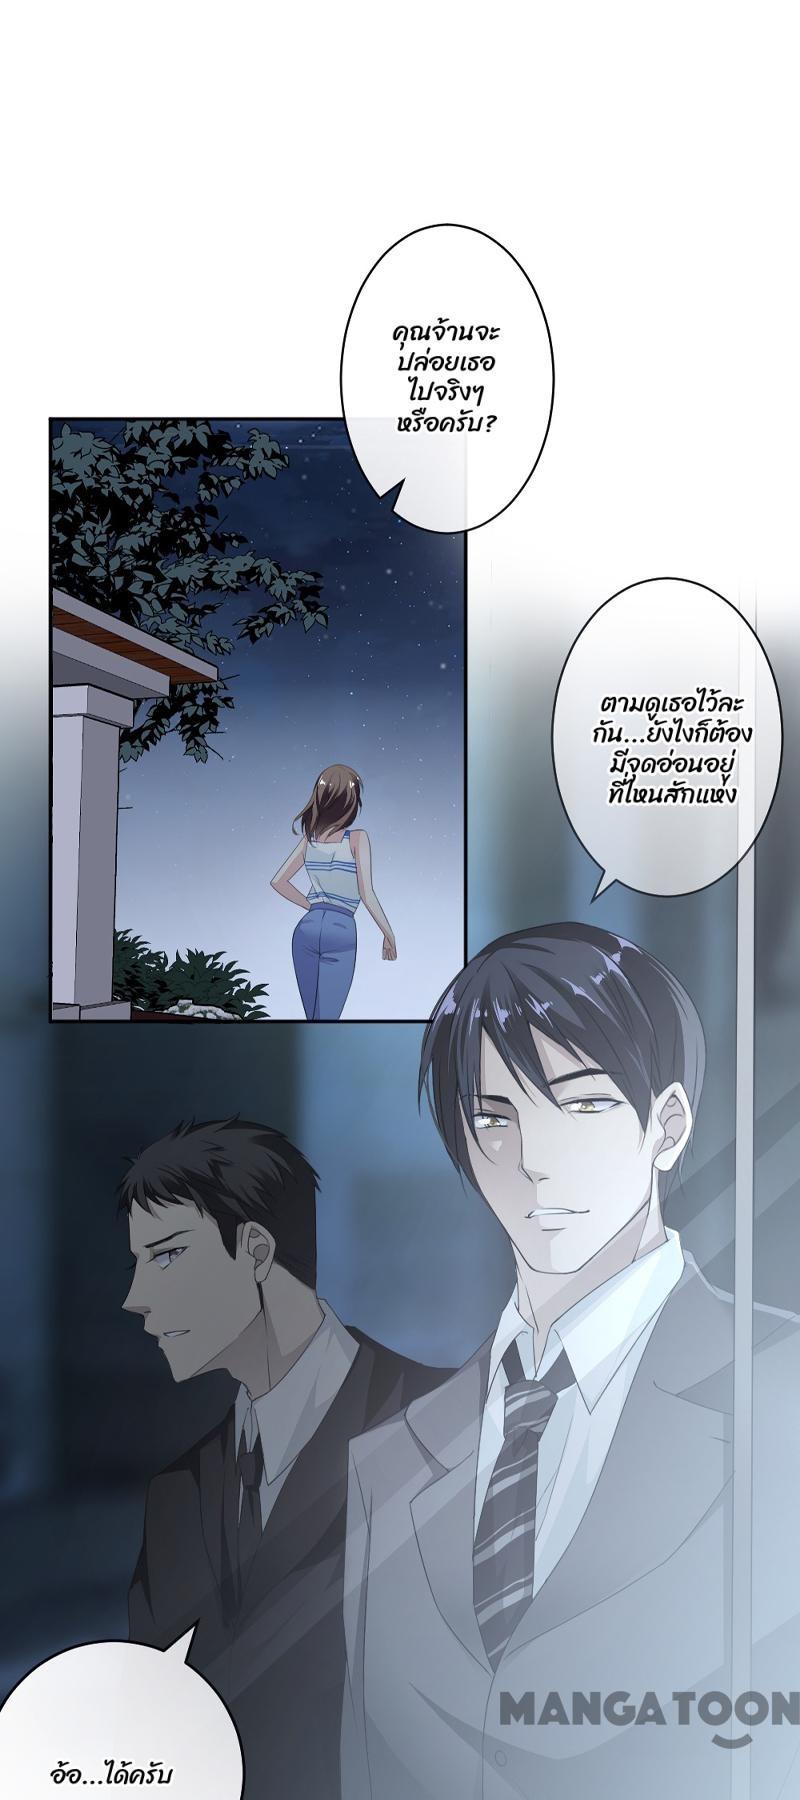 คุณจ้านจะ
ปล่อยเธอ
ไปจริงๆ
หรือครับ?
ตามดูเธอไว้ละ
กัน...ยังไงก็ต้อง
มีจุดอ่อนอยู่
ที่ไหนสักแห่ง
อ้อ...ได้ครับ
MANGATOON